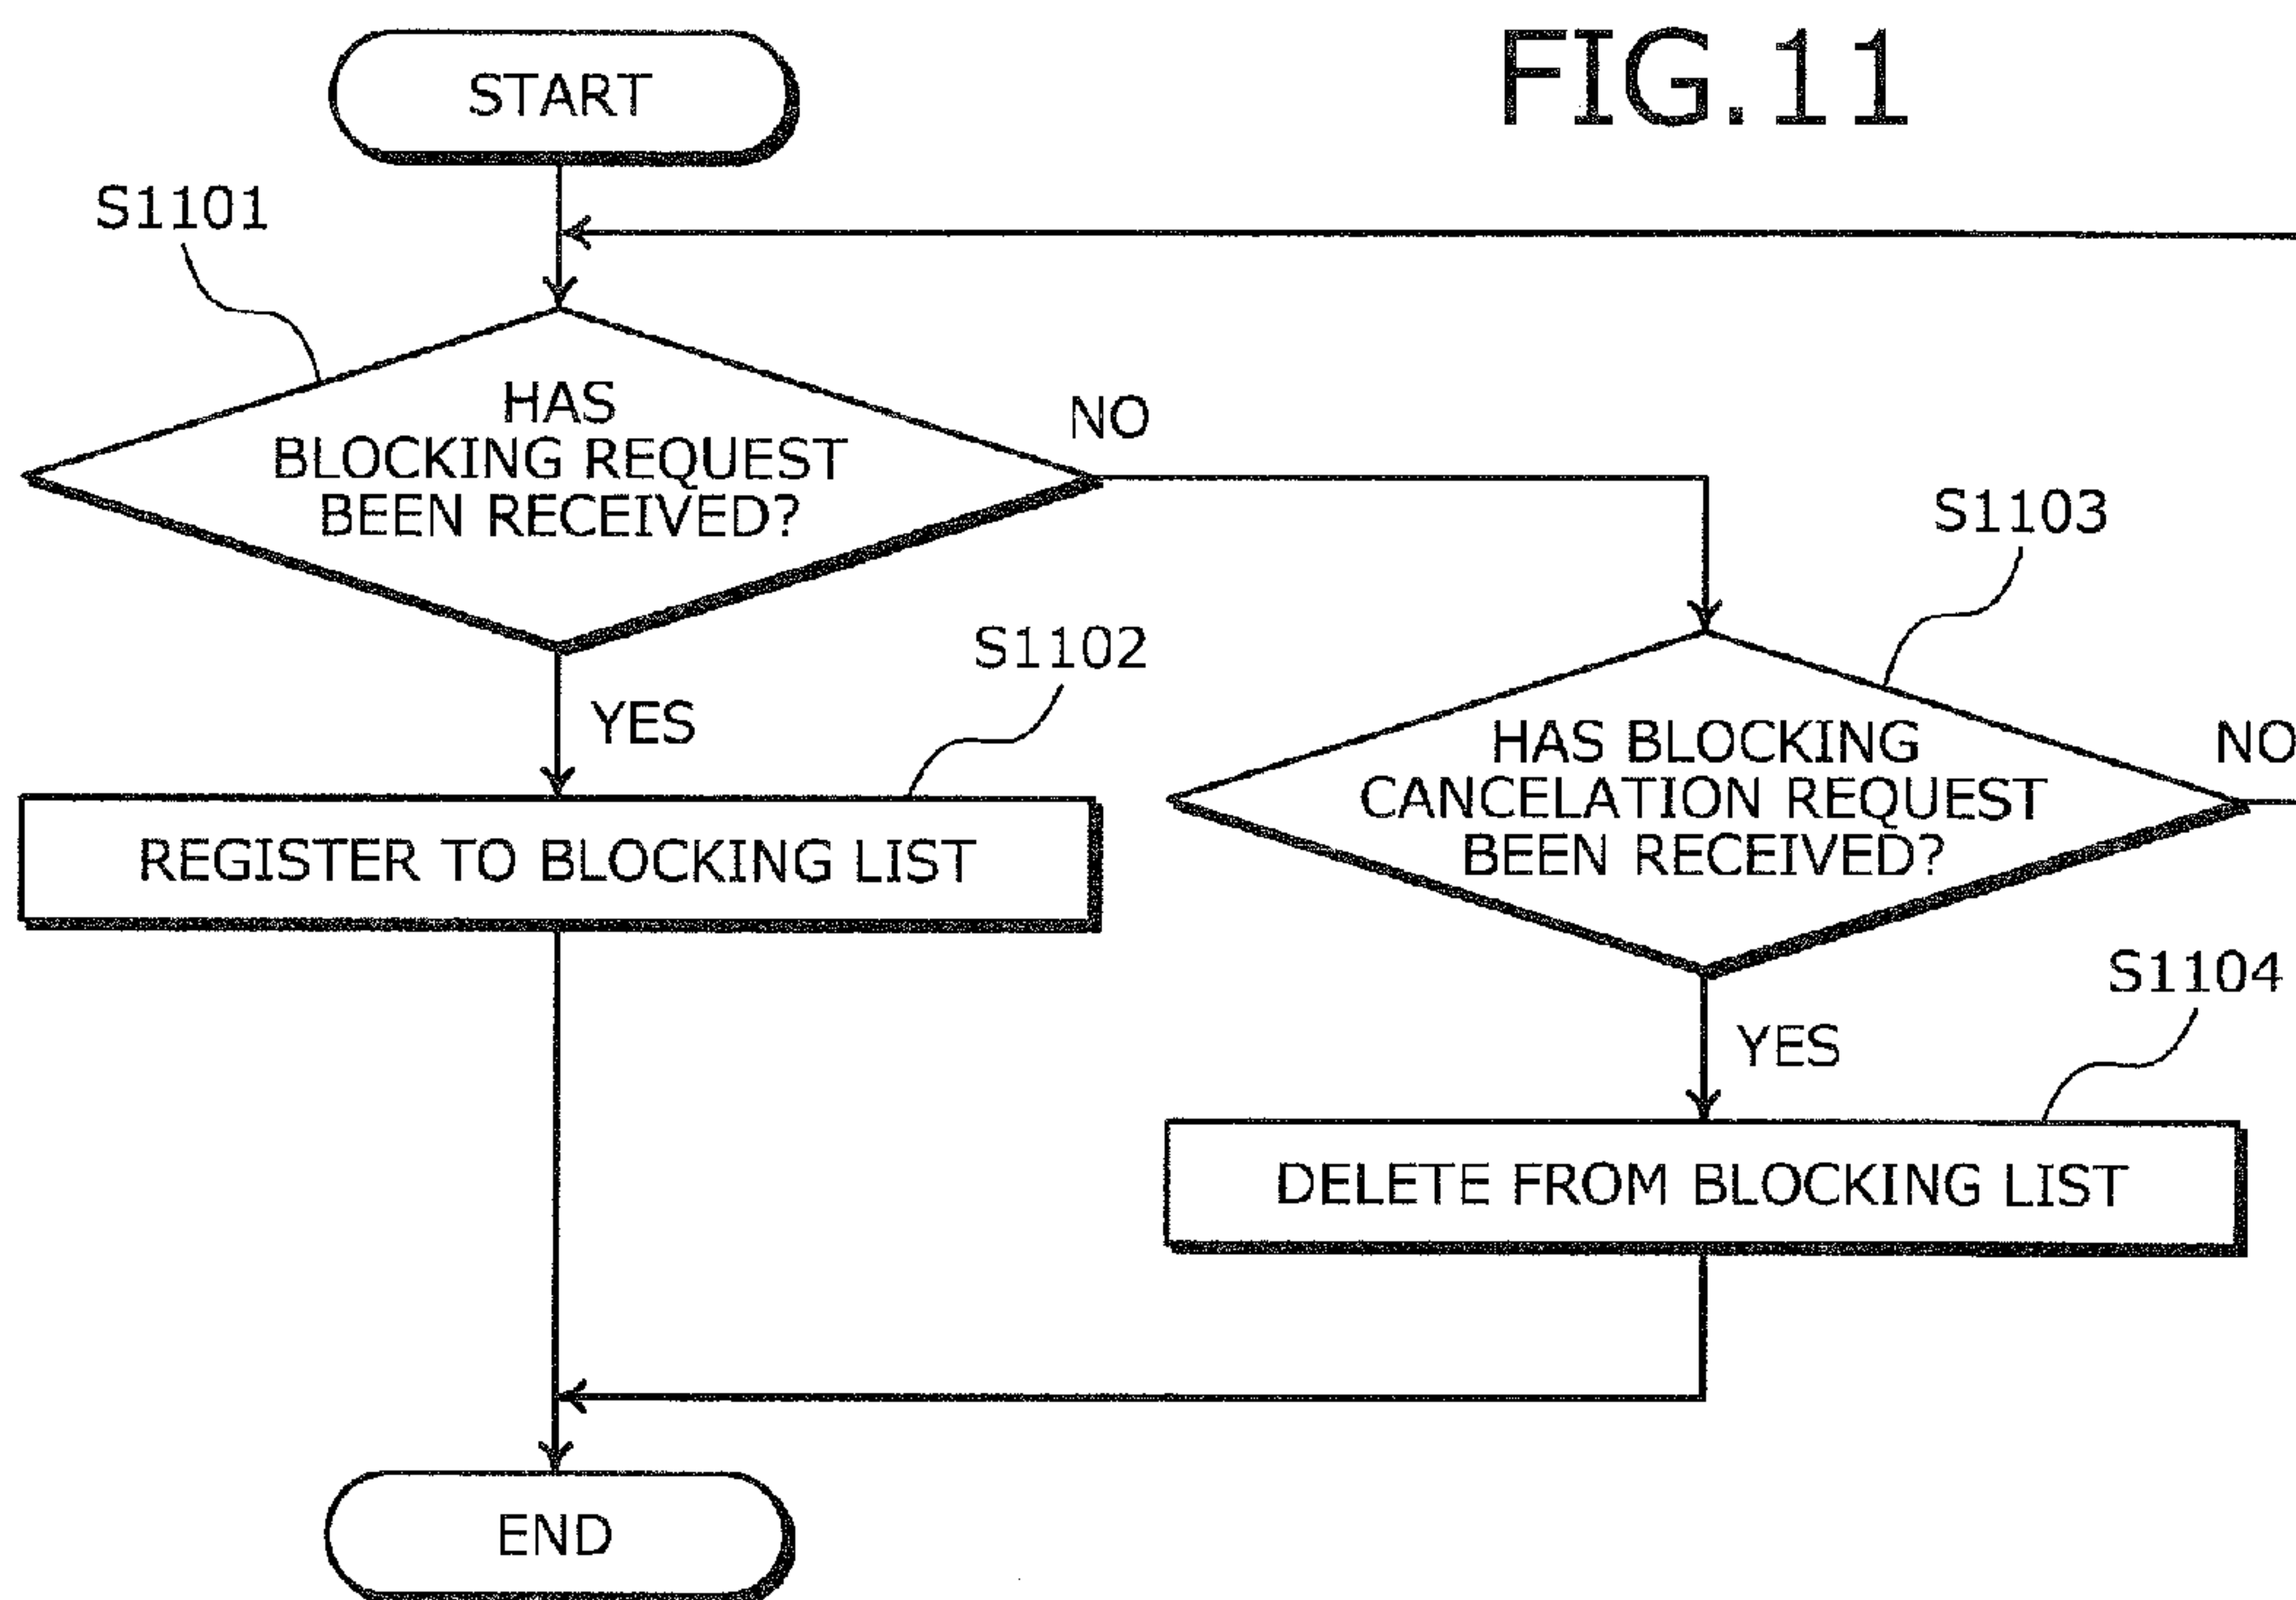 FIG.11
START
S1101
HAS
BLOCKING REQUEST
BEEN RECEIVED?
NO
YES
S1102
REGISTER TO BLOCKING LIST
S1103
HAS BLOCKING
CANCELATION REQUEST
BEEN RECEIVED?
NO
YES
S1104
DELETE FROM BLOCKING LIST
END